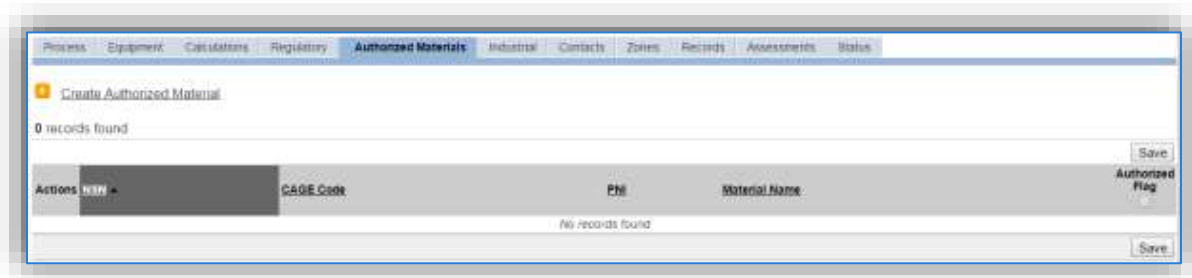 Process Equipment Calculations Regulatory Authorized Materials Industrial Contacts Zones Records Assessments Status
Create Authorized Material
0 records found
Save
Actions NSN CAGE Code PNI Material Name Authorized Flag
No records found
Save